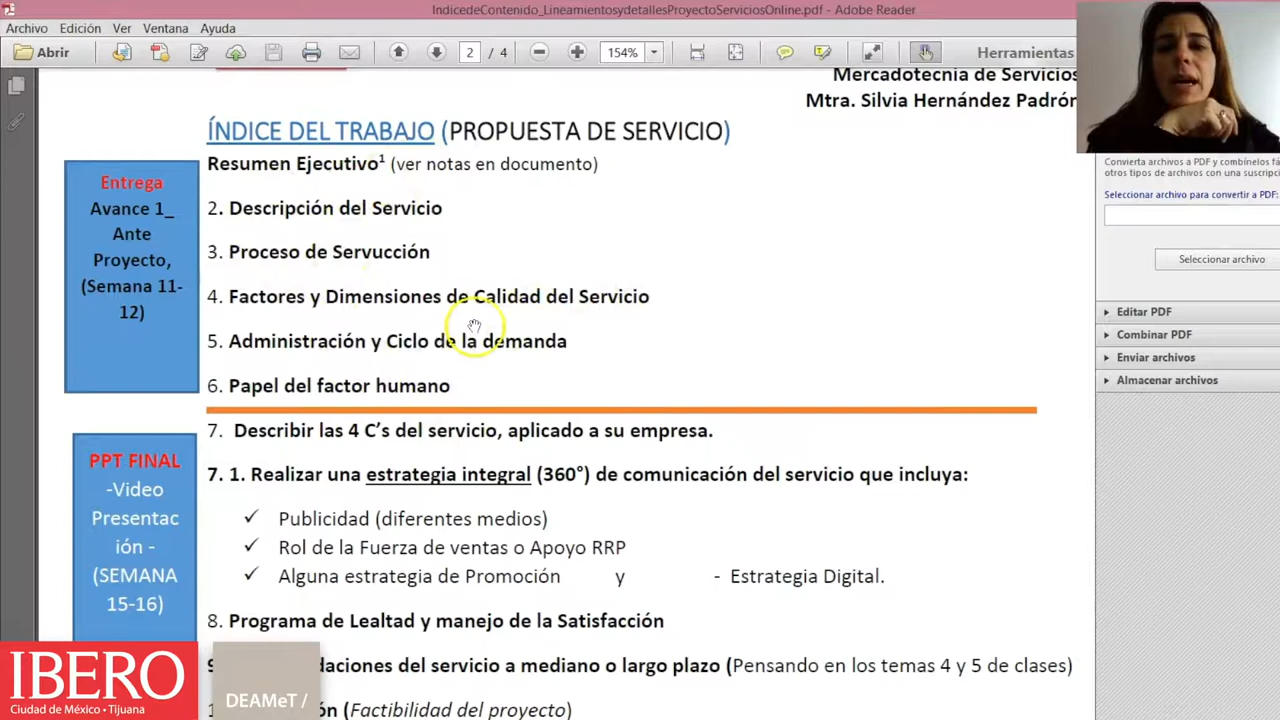 IndicedeContenido_LineamientosydetallesProyectoServiciosOnline.pdf - Adobe Reader
Archivo Edición Ver Ventana Ayuda
Abrir 2 / 4 154% Herramientas
Mercadotecnia de Servicios
Mtra. Silvia Hernández Padrón
ÍNDICE DEL TRABAJO (PROPUESTA DE SERVICIO)
Resumen Ejecutivo1 (ver notas en documento)
2. Descripción del Servicio
3. Proceso de Servucción
4. Factores y Dimensiones de Calidad del Servicio
5. Administración y Ciclo de la demanda
6. Papel del factor humano
Entrega
Avance 1_
Ante
Proyecto,
(Semana 11-
12)
7. Describir las 4 C's del servicio, aplicado a su empresa.
7. 1. Realizar una estrategia integral (360°) de comunicación del servicio que incluya:
✓ Publicidad (diferentes medios)
✓ Rol de la Fuerza de ventas o Apoyo RRP
✓ Alguna estrategia de Promoción y - Estrategia Digital.
8. Programa de Lealtad y manejo de la Satisfacción
daciones del servicio a mediano o largo plazo (Pensando en los temas 4 y 5 de clases)
(Factibilidad del proyecto)
PPT FINAL
-Video
Presentac
ión -
(SEMANA
15-16)
Convierta archivos a PDF y combínelos fá
otros tipos de archivos con una suscripci
Seleccionar archivo para convertir a PDF:
Seleccionar archivo
Editar PDF
Combinar PDF
Enviar archivos
Almacenar archivos
IBERO
Ciudad de México • Tijuana
DEAMeT /